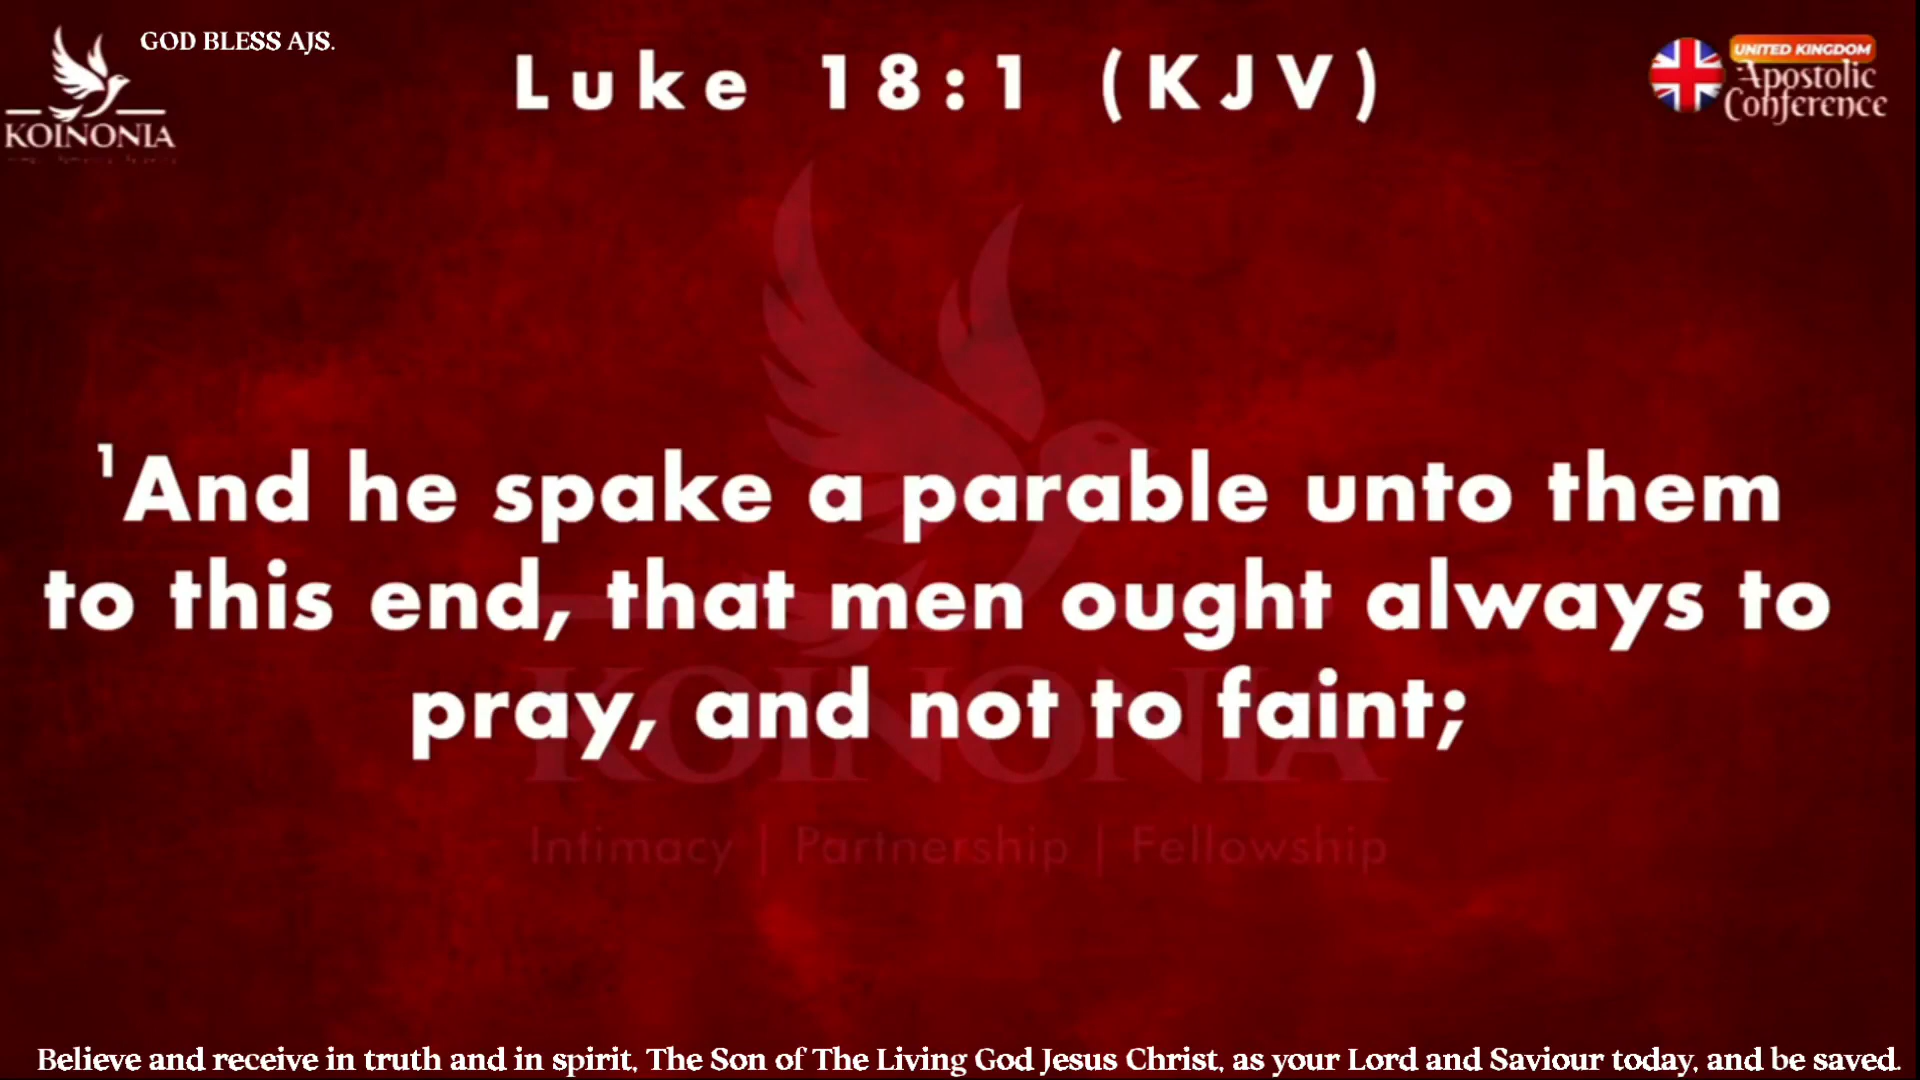 GOD BLESS AJS.
KOINONIA
Luke 18:1 (KJV)
UNITED KINGDOM
Apostolic
Conference
¹And he spake a parable unto them
to this end, that men ought always to
pray, and not to faint;
KOINONIA
Intimacy | Partnership | Fellowship
Believe and receive in truth and in spirit, The Son of The Living God Jesus Christ, as your Lord and Saviour today, and be saved.